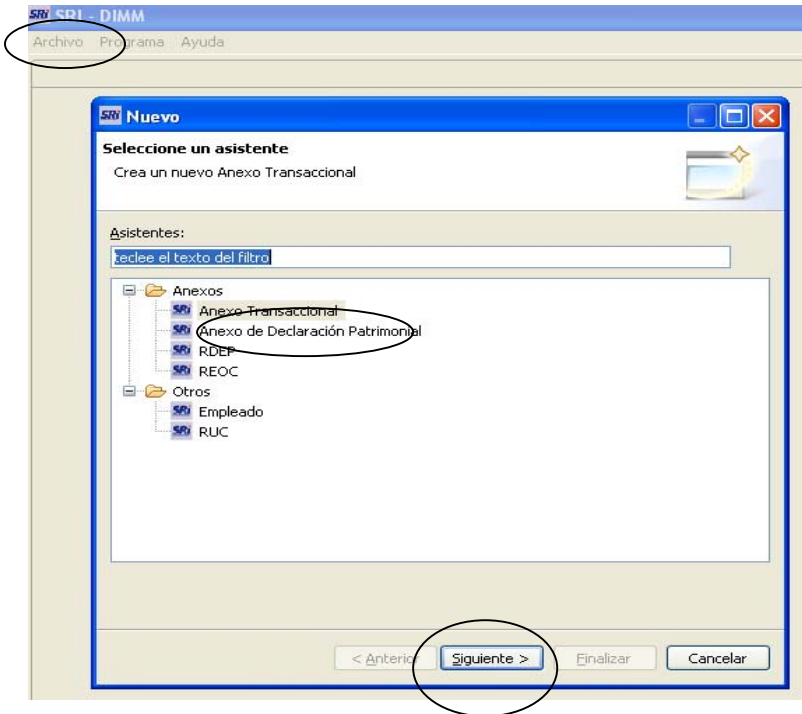 SRi SRI - DIMM
Archivo Programa Ayuda
SRi Nuevo
Seleccione un asistente
Crea un nuevo Anexo Transaccional
Asistentes:
teclee el texto del filtro
Anexos
SRi Anexo Transaccional
SRi Anexo de Declaración Patrimonial
SRi RDEP
SRi REOC
Otros
SRi Empleado
SRi RUC
< Anterior Siguiente > Finalizar Cancelar